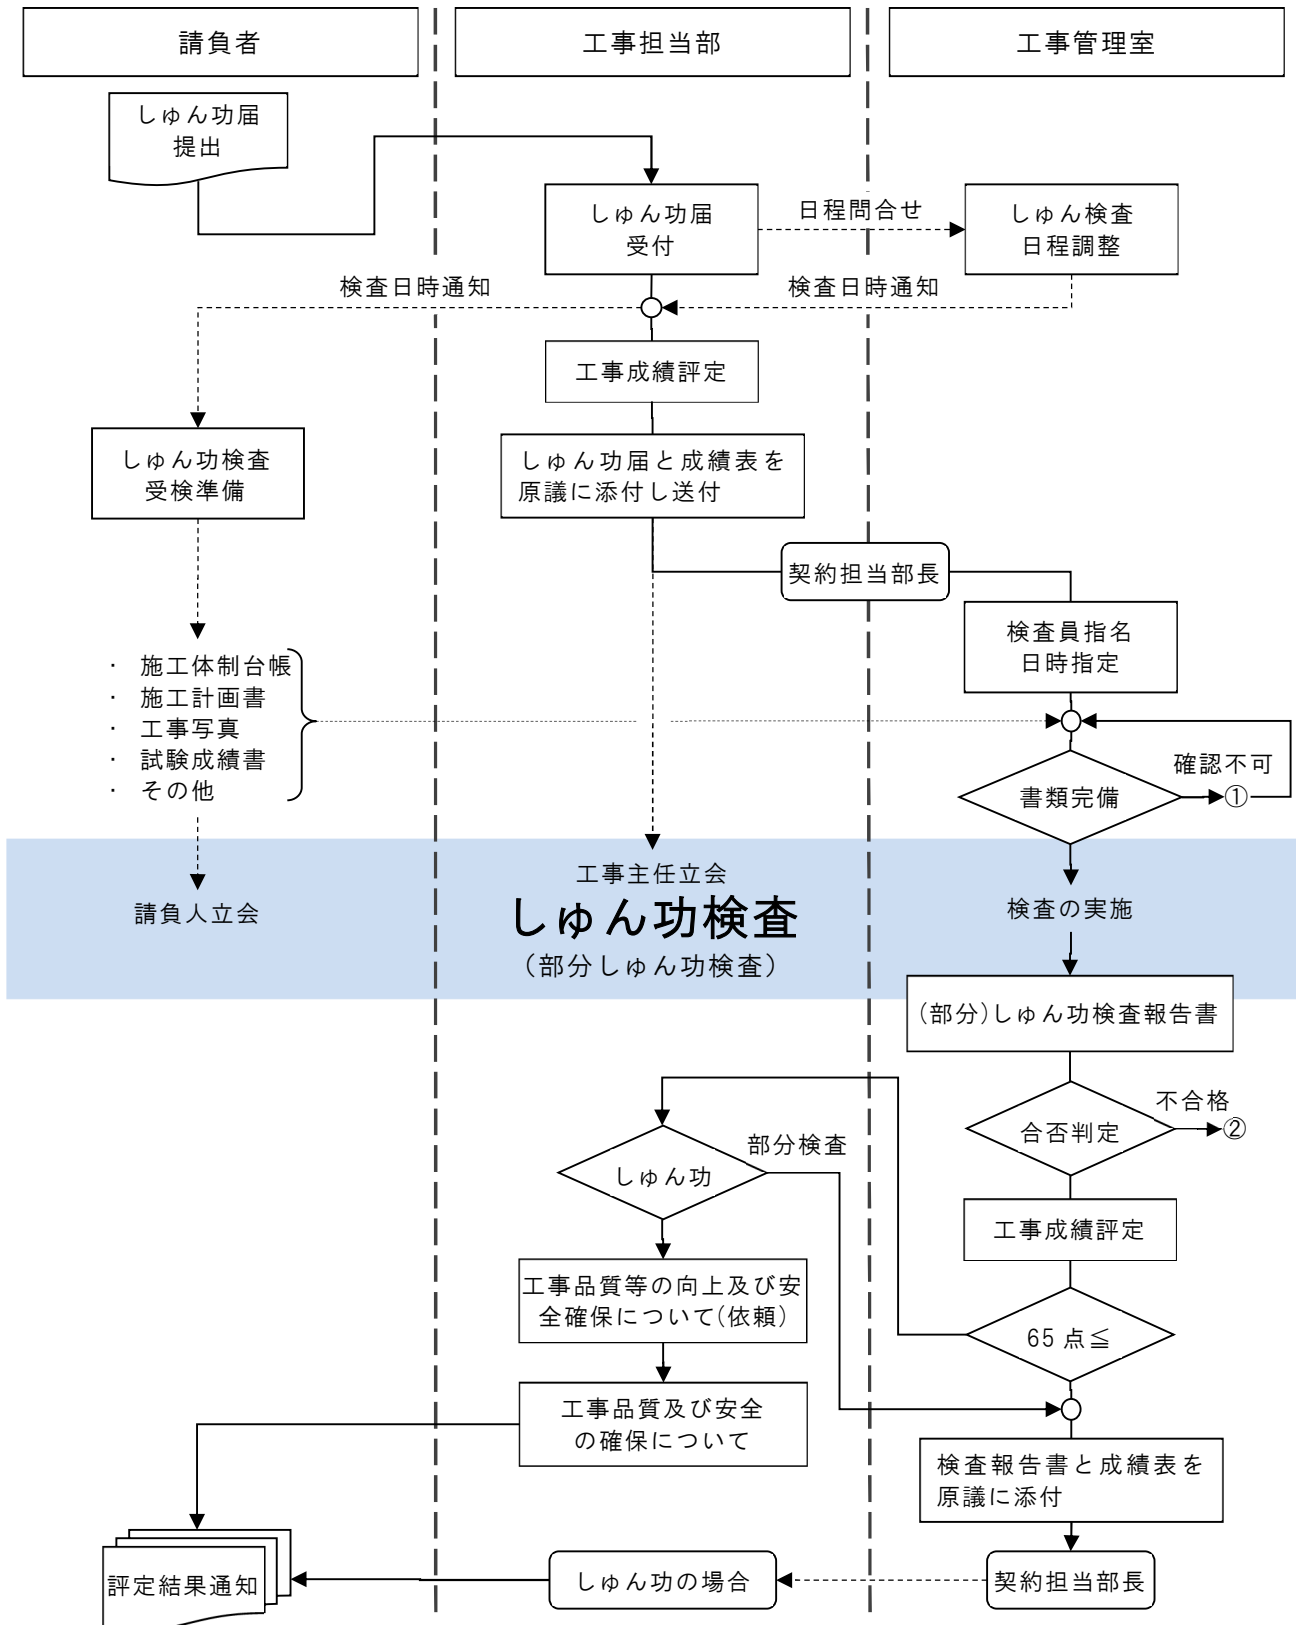 請負者
工事担当部
工事管理室
しゅん功届
提出
しゅん功届
受付
日程問合せ
しゅん検査
日程調整
検査日時通知
検査日時通知
工事成績評定
しゅん功検査
受検準備
しゅん功届と成績表を
原議に添付し送付
契約担当部長
検査員指名
日時指定
・ 施工体制台帳
・ 施工計画書
・ 工事写真
・ 試験成績書
・ その他
確認不可
書類完備
①
工事主任立会
請負人立会
しゅん功検査
検査の実施
(部分しゅん功検査)
(部分)しゅん功検査報告書
不合格
合否判定
②
部分検査
しゅん功
工事成績評定
工事品質等の向上及び安
全確保について(依頼)
65 点≦
工事品質及び安全
の確保について
検査報告書と成績表を
原議に添付
評定結果通知
しゅん功の場合
契約担当部長